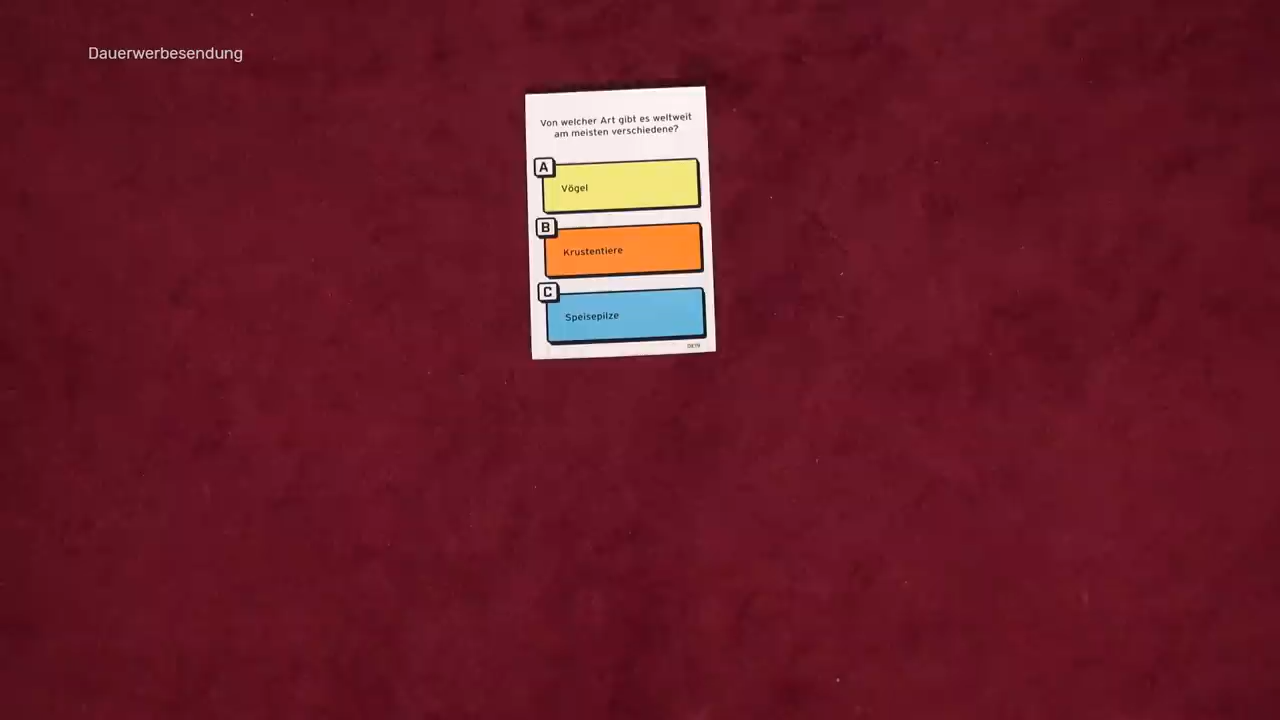 Dauerwerbesendung
Von welcher Art gibt es weltweit
am meisten verschiedene?
A
Vögel
B
Krustentiere
C
Speisepilze